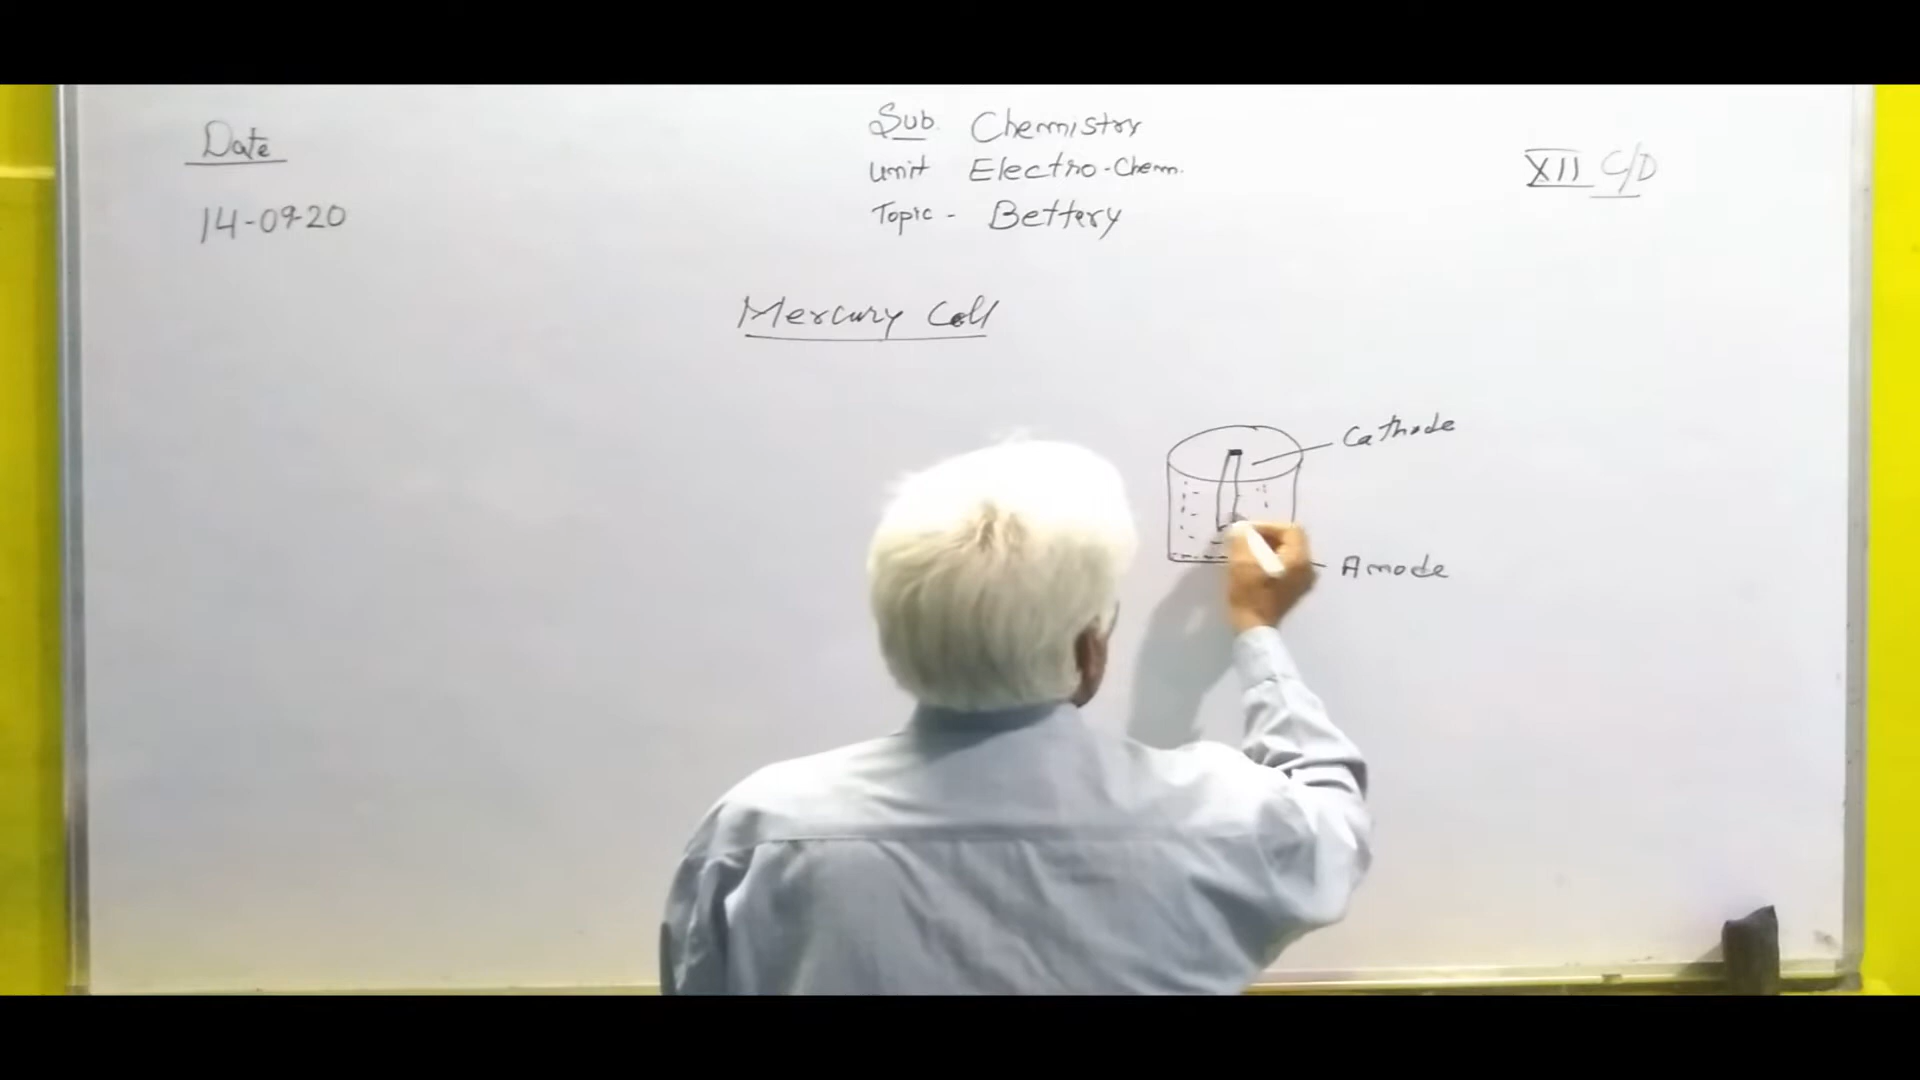 Date
14-09-20
Sub. Chemistry
Unit Electro-Chem.
Topic - Bettery
XII C/D
Mercury Cell
Cathode
Anode